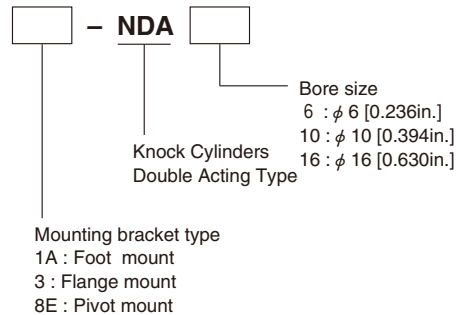 – NDA
Bore size
6 : ϕ 6 [0.236in.]
10 : ϕ 10 [0.394in.]
16 : ϕ 16 [0.630in.]
Knock Cylinders
Double Acting Type
Mounting bracket type
1A : Foot mount
3 : Flange mount
8E : Pivot mount